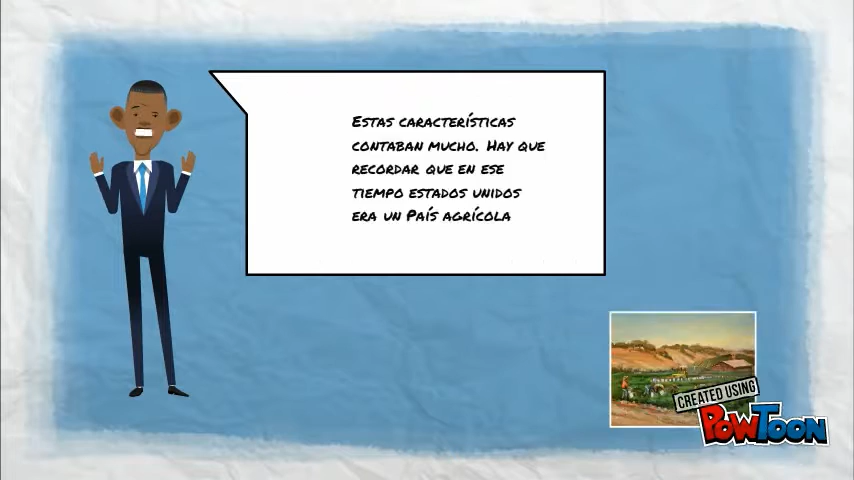 Estas características
contaban mucho. Hay que
recordar que en ese
tiempo estados unidos
era un País agrícola
CREATED USING
PowToon